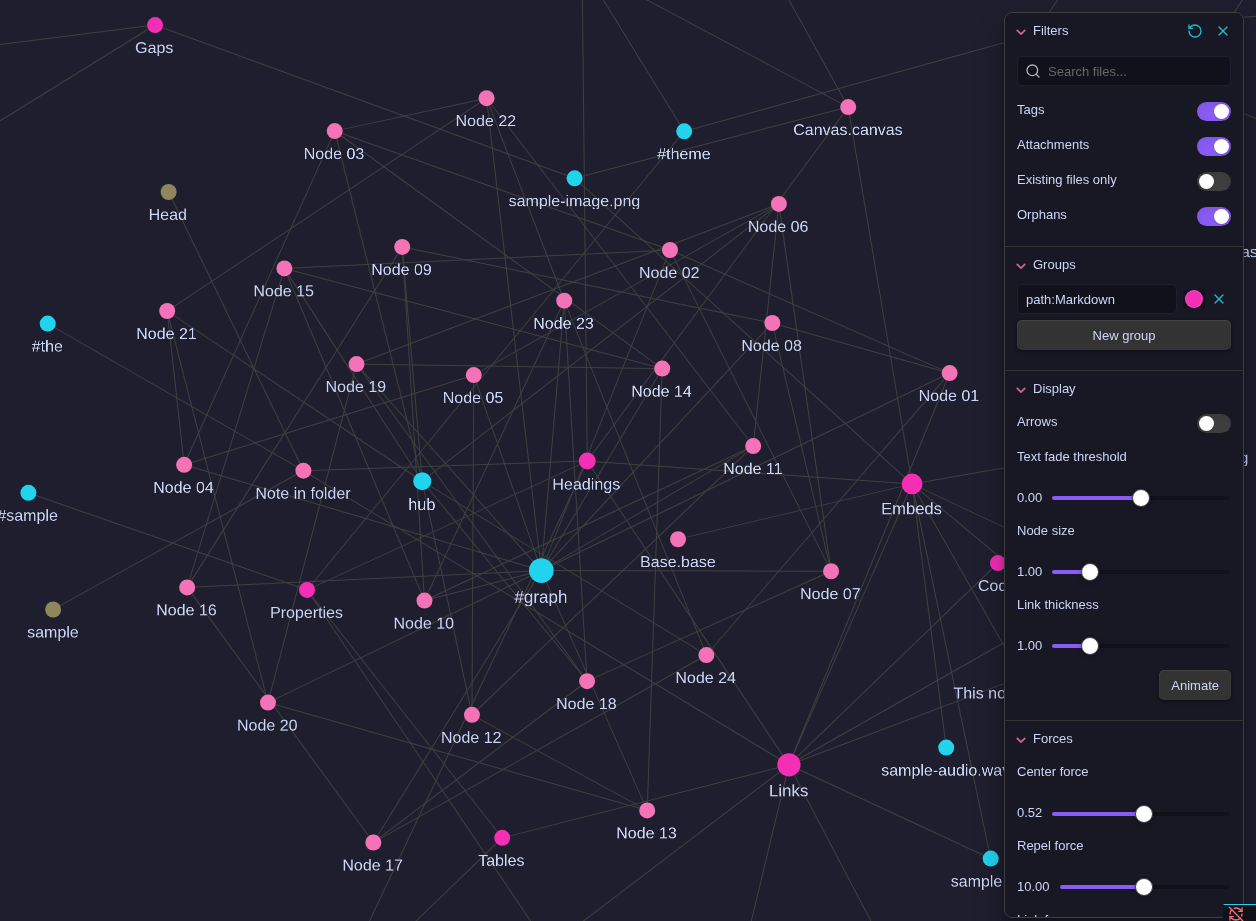 Gaps
Node 22
Canvas.canvas
Node 03
#theme
sample-image.png
Head
Node 06
Node 09
Node 02
Node 15
Node 23
Node 21
#the
Node 08
Node 19
Node 05
Node 14
Node 01
Node 11
Node 04
Note in folder
Headings
hub
Embeds
#sample
Base.base
Node 07
#graph
Node 16
Properties
Node 10
sample
Node 24
This no
Node 18
Node 20
Node 12
sample-audio.wav
Links
Node 13
Tables
Node 17
sample
Filters
Search files...
Tags
Attachments
Existing files only
Orphans
Groups
path:Markdown
New group
Display
Arrows
Text fade threshold
0.00
Node size
1.00
Link thickness
1.00
Animate
Forces
Center force
0.52
Repel force
10.00